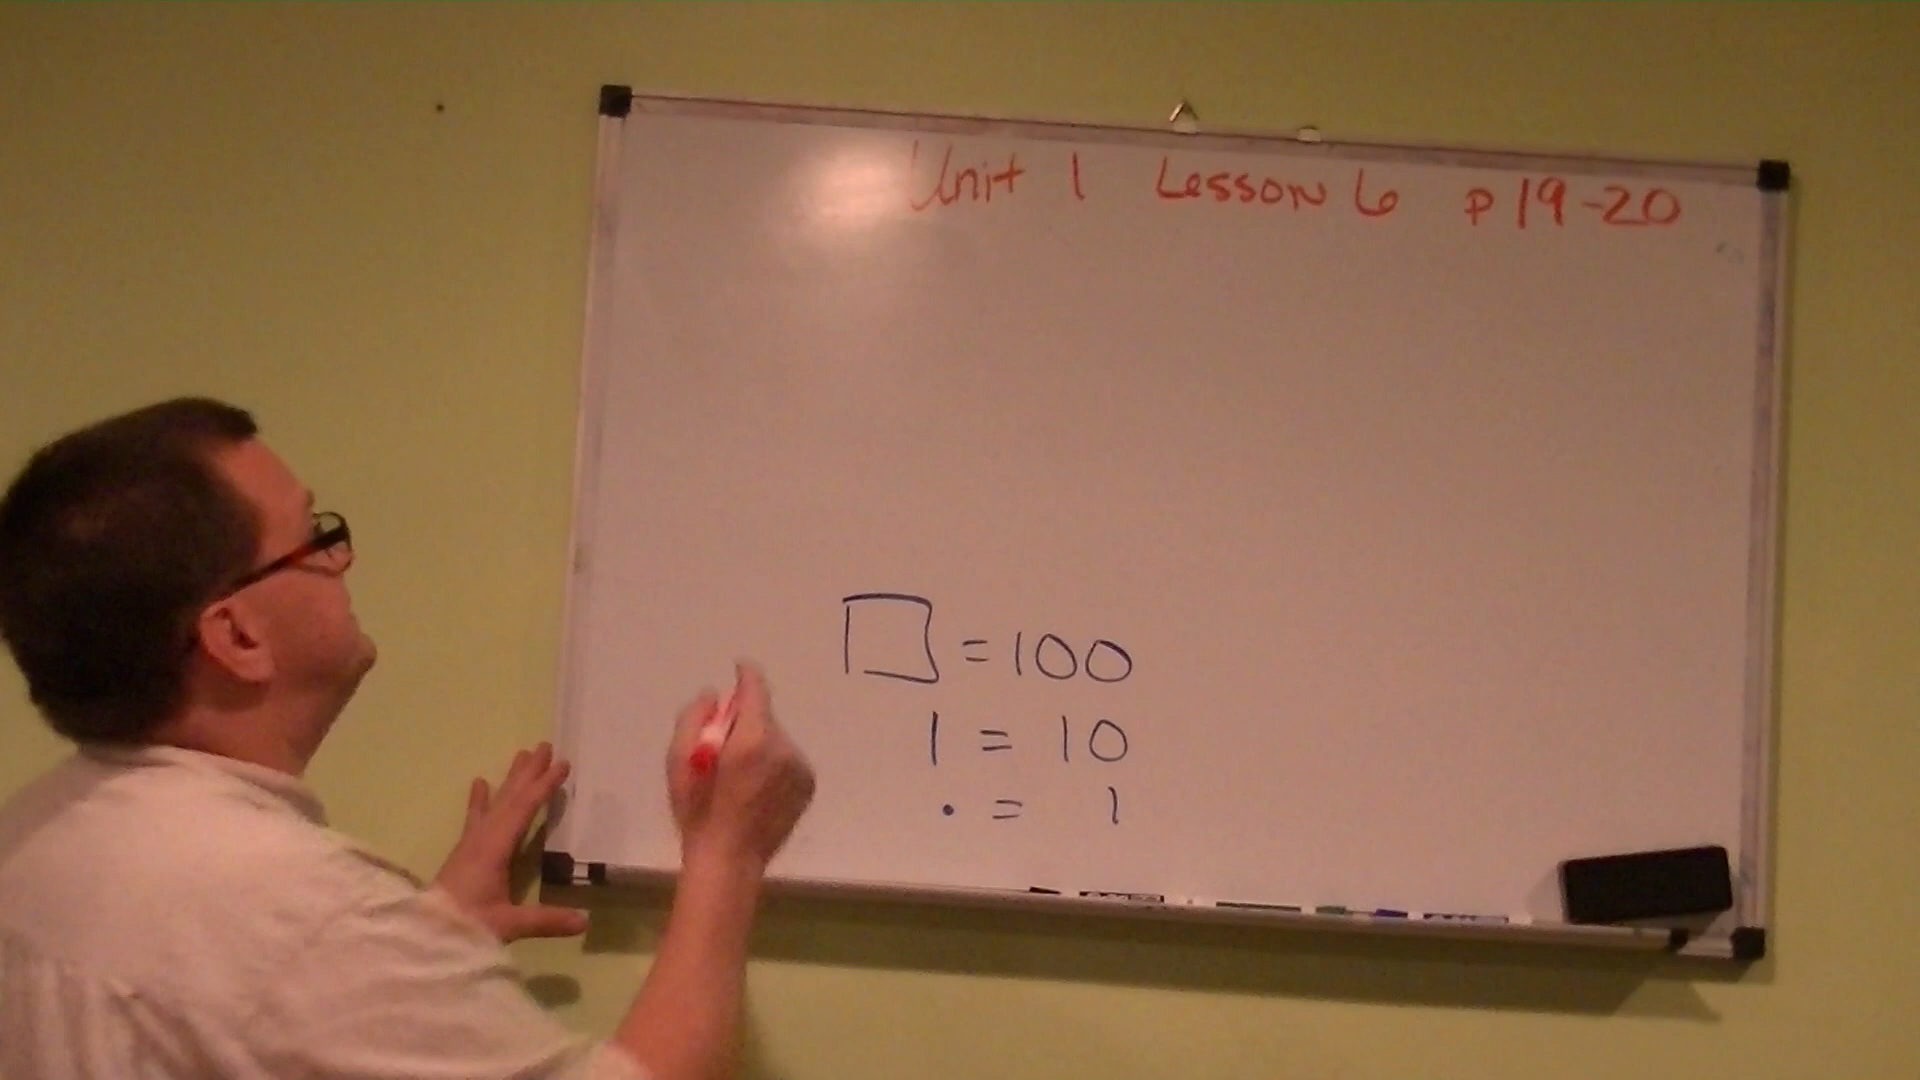 Unit 1 Lesson 6 p 19-20
□ = 100
| = 10
• = 1